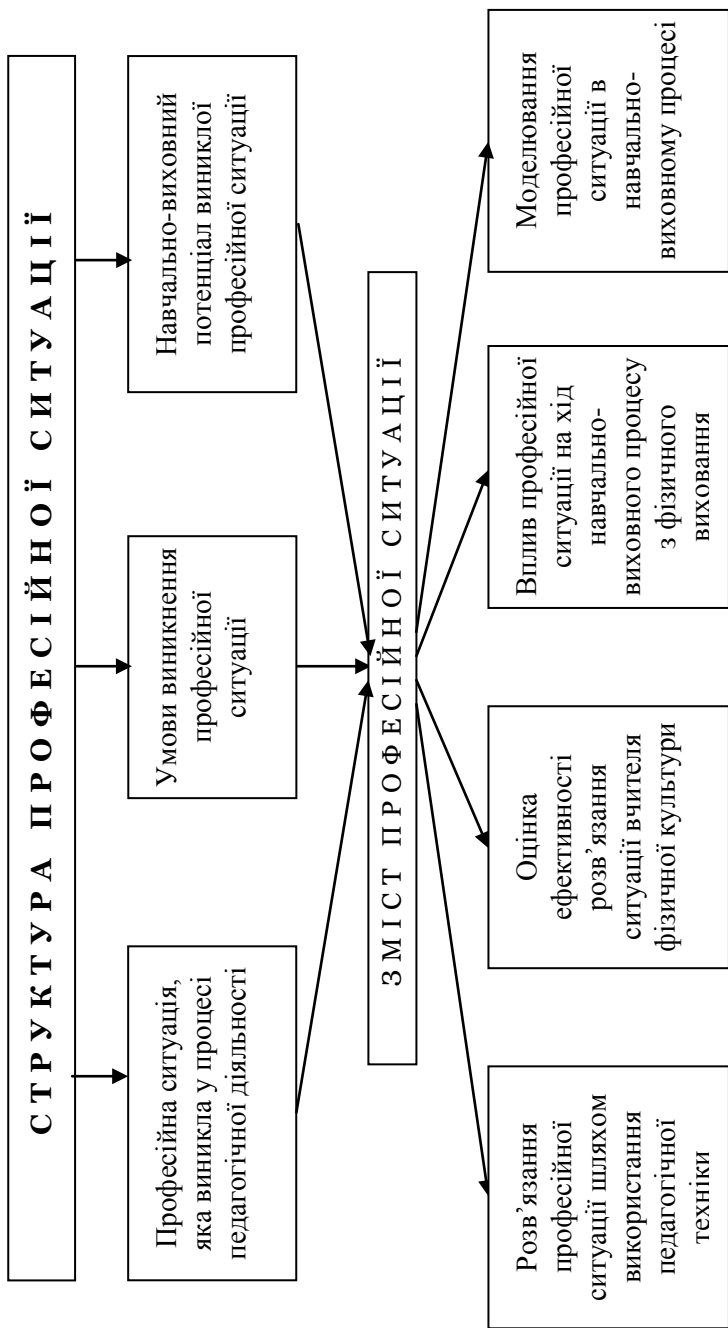 СТРУКТУРА ПРОФЕСІЙНОЇ СИТУАЦІЇ
Професійна ситуація,
яка виникла у процесі
педагогічної діяльності
Умови виникнення
професійної
ситуації
Навчально-виховний
потенціал виниклої
професійної ситуації
ЗМІСТ ПРОФЕСІЙНОЇ СИТУАЦІЇ
Розв’язання
професійної
ситуації шляхом
використання
педагогічної
техніки
Оцінка
ефективності
розв’язання
ситуації вчителя
фізичної культури
Вплив професійної
ситуації на хід
навчально-
виховного процесу
з фізичного
виховання
Моделювання
професійної
ситуації в
навчально-
виховному процесі